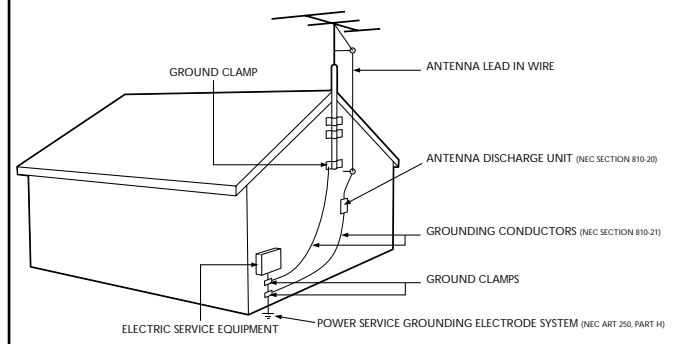 GROUND CLAMP
ANTENNA LEAD IN WIRE
ANTENNA DISCHARGE UNIT (NEC SECTION 810-20)
GROUNDING CONDUCTORS (NEC SECTION 810-21)
GROUND CLAMPS
ELECTRIC SERVICE EQUIPMENT
POWER SERVICE GROUNDING ELECTRODE SYSTEM (NEC ART 250, PART H)